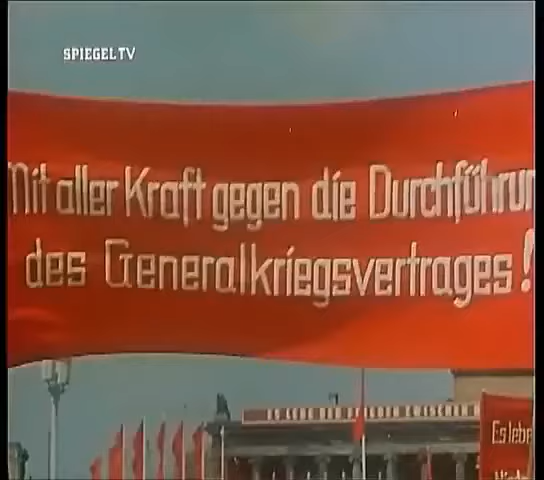 SPIEGEL TV
Mit aller Kraft gegen die Durchführun
des Generalkriegsvertrages!
Es lebe